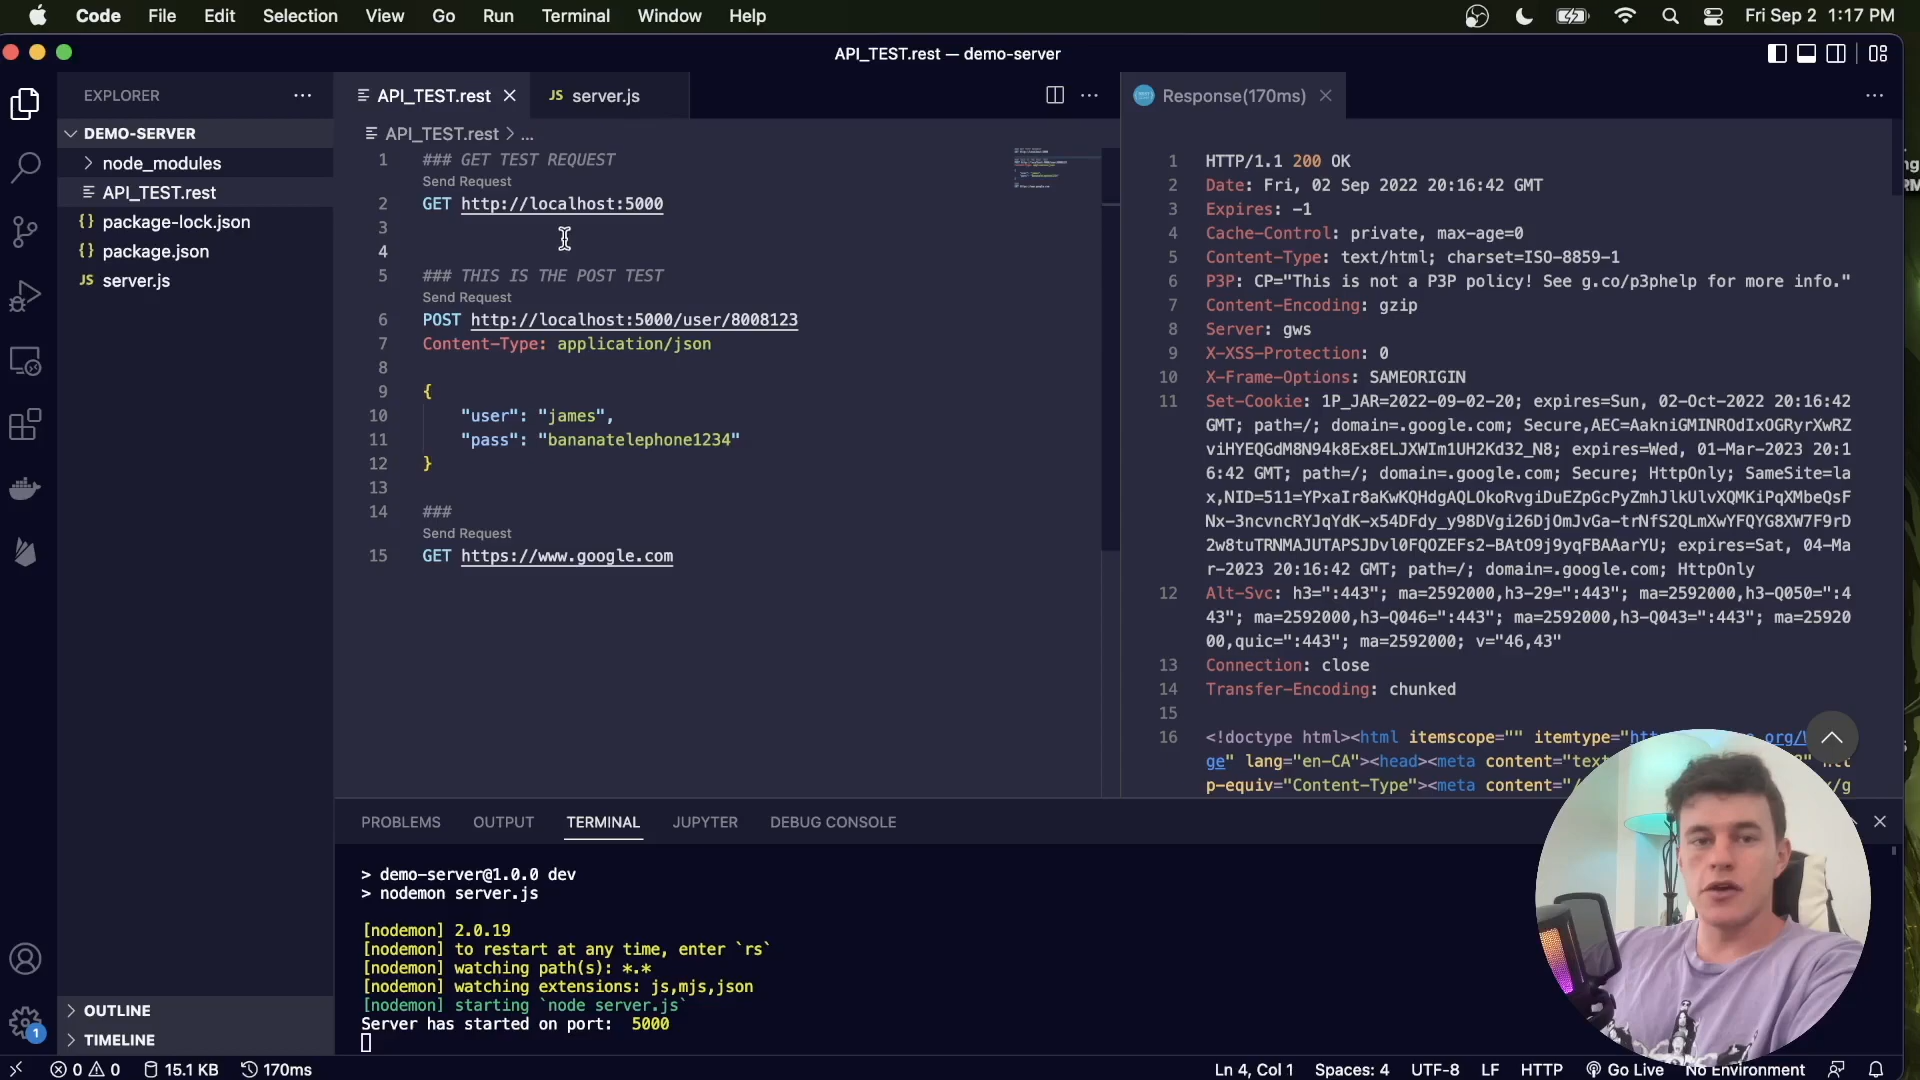 Code File Edit Selection View Go Run Terminal Window Help
Fri Sep 2 1:17 PM
API_TEST.rest — demo-server
EXPLORER
DEMO-SERVER
node_modules
API_TEST.rest
package-lock.json
package.json
JS server.js
OUTLINE
TIMELINE
API_TEST.rest
JS server.js
API_TEST.rest > ...
1 ### GET TEST REQUEST
Send Request
2 GET http://localhost:5000
3
4
5 ### THIS IS THE POST TEST
Send Request
6 POST http://localhost:5000/user/8008123
7 Content-Type: application/json
8
9 {
10 "user": "james",
11 "pass": "bananatelephone1234"
12 }
13
14 ###
Send Request
15 GET https://www.google.com
Response(170ms)
1 HTTP/1.1 200 OK
2 Date: Fri, 02 Sep 2022 20:16:42 GMT
3 Expires: -1
4 Cache-Control: private, max-age=0
5 Content-Type: text/html; charset=ISO-8859-1
6 P3P: CP="This is not a P3P policy! See g.co/p3phelp for more info."
7 Content-Encoding: gzip
8 Server: gws
9 X-XSS-Protection: 0
10 X-Frame-Options: SAMEORIGIN
11 Set-Cookie: 1P_JAR=2022-09-02-20; expires=Sun, 02-Oct-2022 20:16:42
GMT; path=/; domain=.google.com; Secure,AEC=AakniGMINROdIxOGRyrXwRZ
viHYEQGdM8N94k8Ex8ELJXWIm1UH2Kd32_N8; expires=Wed, 01-Mar-2023 20:1
6:42 GMT; path=/; domain=.google.com; Secure; HttpOnly; SameSite=la
x,NID=511=YPxaIr8aKwKQHdgAQLOkoRvgiDuEZpGcPyZmhJlkUlvXQMKiPqXMbeQsF
Nx-3ncvncRYJqYdK-x54DFdy_y98DVgi26DjOmJvGa-trNfS2QLmXwYFQYG8XW7F9rD
2w8tuTRNMAJUTAPSJDvl0FQOZEFs2-BAtO9j9yqFBAAarYU; expires=Sat, 04-Ma
r-2023 20:16:42 GMT; path=/; domain=.google.com; HttpOnly
12 Alt-Svc: h3=":443"; ma=2592000,h3-29=":443"; ma=2592000,h3-Q050=":4
43"; ma=2592000,h3-Q046=":443"; ma=2592000,h3-Q043=":443"; ma=25920
00,quic=":443"; ma=2592000; v="46,43"
13 Connection: close
14 Transfer-Encoding: chunked
15
16 <!doctype html><html itemscope="" itemtype="
ge" lang="en-CA"><head><meta content="
p-equiv="Content-Type"><meta content="
PROBLEMS OUTPUT TERMINAL JUPYTER DEBUG CONSOLE
> demo-server@1.0.0 dev
> nodemon server.js
[nodemon] 2.0.19
[nodemon] to restart at any time, enter `rs`
[nodemon] watching path(s): *.*
[nodemon] watching extensions: js,mjs,json
[nodemon] starting `node server.js`
Server has started on port: 5000
1
0 0 15.1 KB 170ms
Ln 4, Col 1 Spaces: 4 UTF-8 LF HTTP Go Live No Environment